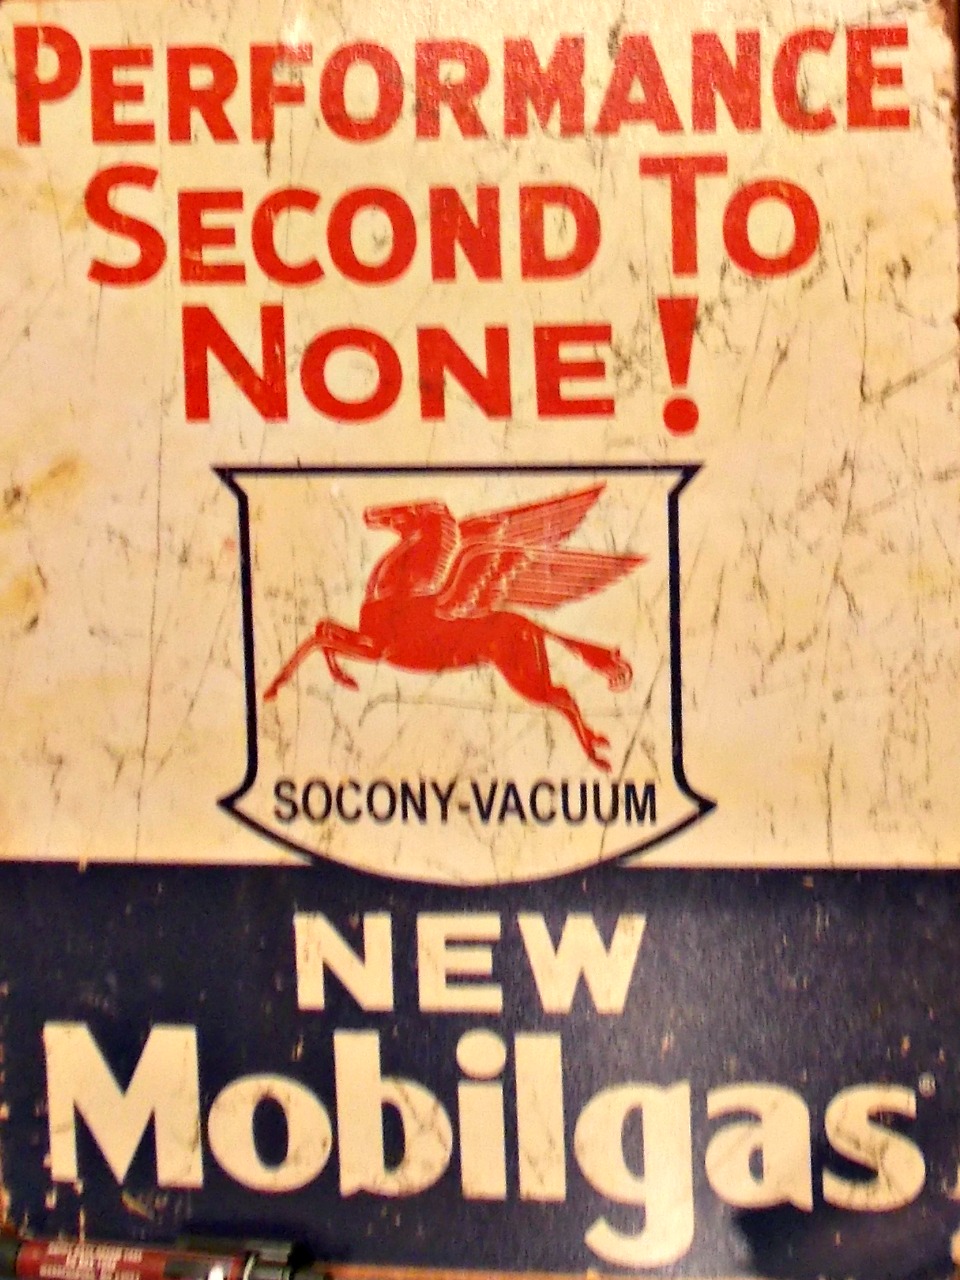 PERFORMANCE
SECOND TO
NONE!
SOCONY-VACUUM
NEW
Mobilgas®